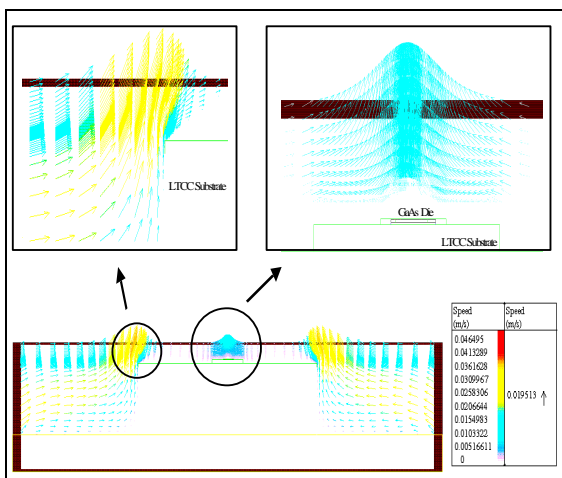 LTCC Substrate
GaAs Die
LTCC Substrate
Speed
(m/s)
0.046495
0.0413289
0.0361628
0.0309967
0.0258306
0.0206644
0.0154983
0.0103322
0.00516611
0
Speed
(m/s)
0.019513